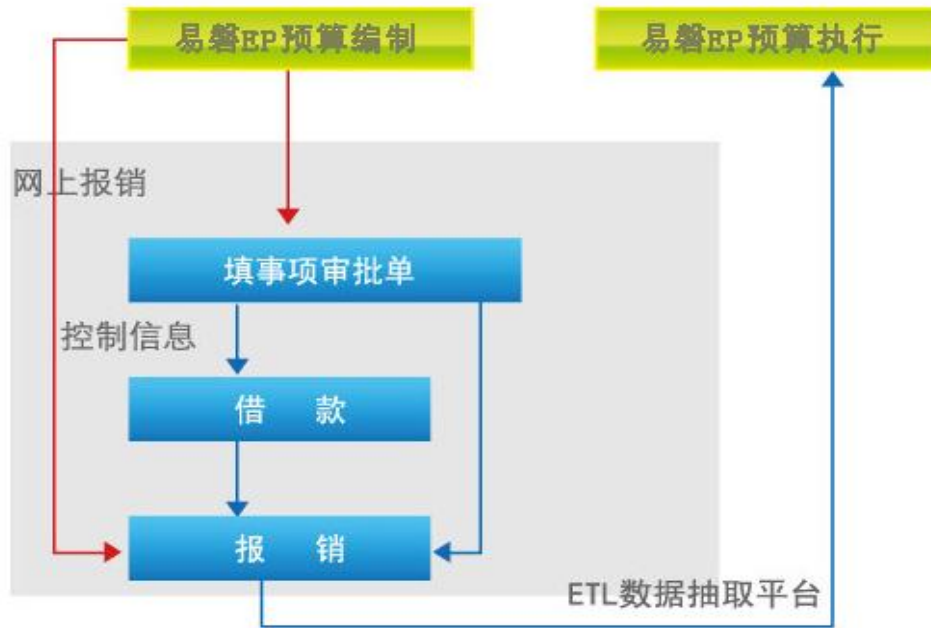 易磐EP预算编制
易磐EP预算执行
网上报销
填事项审批单
控制信息
借 款
报 销
ETL数据抽取平台